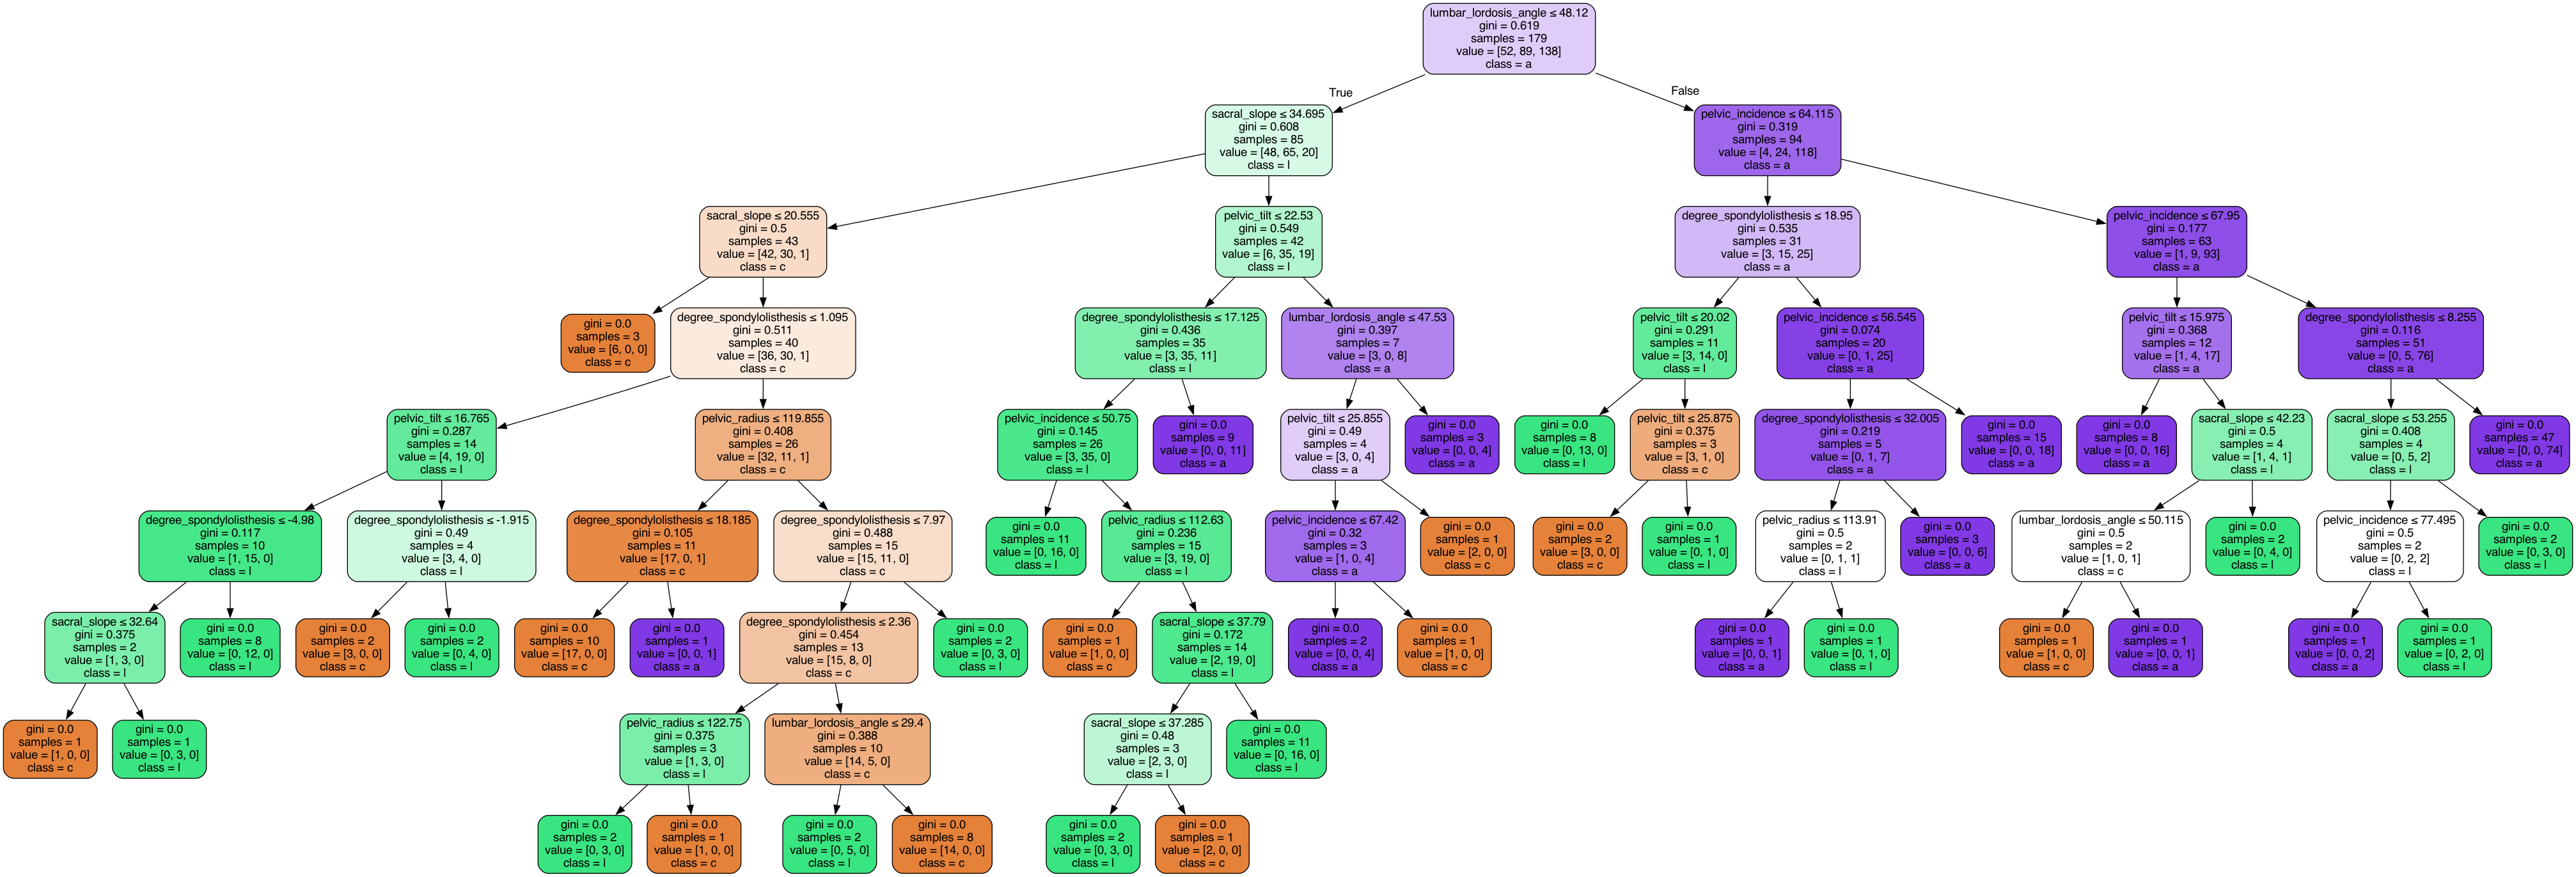 lumbar_lordosis_angle ≤ 48.12
gini = 0.619
samples = 179
value = [52, 89, 138]
class = a
True
False
sacral_slope ≤ 34.695
gini = 0.608
samples = 85
value = [48, 65, 20]
class = l
pelvic_incidence ≤ 64.115
gini = 0.319
samples = 94
value = [4, 24, 118]
class = a
sacral_slope ≤ 20.555
gini = 0.5
samples = 43
value = [42, 30, 1]
class = c
pelvic_tilt ≤ 22.53
gini = 0.549
samples = 42
value = [6, 35, 19]
class = l
degree_spondylolisthesis ≤ 18.95
gini = 0.535
samples = 31
value = [3, 15, 25]
class = a
pelvic_incidence ≤ 67.95
gini = 0.177
samples = 63
value = [1, 9, 93]
class = a
gini = 0.0
samples = 3
value = [6, 0, 0]
class = c
degree_spondylolisthesis ≤ 1.095
gini = 0.511
samples = 40
value = [36, 30, 1]
class = c
degree_spondylolisthesis ≤ 17.125
gini = 0.436
samples = 35
value = [3, 35, 11]
class = l
lumbar_lordosis_angle ≤ 47.53
gini = 0.397
samples = 7
value = [3, 0, 8]
class = a
pelvic_tilt ≤ 20.02
gini = 0.291
samples = 11
value = [3, 14, 0]
class = l
pelvic_incidence ≤ 56.545
gini = 0.074
samples = 20
value = [0, 1, 25]
class = a
pelvic_tilt ≤ 15.975
gini = 0.368
samples = 12
value = [1, 4, 17]
class = a
degree_spondylolisthesis ≤ 8.255
gini = 0.116
samples = 51
value = [0, 5, 76]
class = a
pelvic_tilt ≤ 16.765
gini = 0.287
samples = 14
value = [4, 19, 0]
class = l
pelvic_radius ≤ 119.855
gini = 0.408
samples = 26
value = [32, 11, 1]
class = c
pelvic_incidence ≤ 50.75
gini = 0.145
samples = 26
value = [3, 35, 0]
class = l
gini = 0.0
samples = 9
value = [0, 0, 11]
class = a
pelvic_tilt ≤ 25.855
gini = 0.49
samples = 4
value = [3, 0, 4]
class = a
gini = 0.0
samples = 3
value = [0, 0, 4]
class = a
gini = 0.0
samples = 8
value = [0, 13, 0]
class = l
pelvic_tilt ≤ 25.875
gini = 0.375
samples = 3
value = [3, 1, 0]
class = c
degree_spondylolisthesis ≤ 32.005
gini = 0.219
samples = 5
value = [0, 1, 7]
class = a
gini = 0.0
samples = 15
value = [0, 0, 18]
class = a
gini = 0.0
samples = 8
value = [0, 0, 16]
class = a
sacral_slope ≤ 42.23
gini = 0.5
samples = 4
value = [1, 4, 1]
class = l
sacral_slope ≤ 53.255
gini = 0.408
samples = 4
value = [0, 5, 2]
class = l
gini = 0.0
samples = 47
value = [0, 0, 74]
class = a
degree_spondylolisthesis ≤ -4.98
gini = 0.117
samples = 10
value = [1, 15, 0]
class = l
degree_spondylolisthesis ≤ -1.915
gini = 0.49
samples = 4
value = [3, 4, 0]
class = l
degree_spondylolisthesis ≤ 18.185
gini = 0.105
samples = 11
value = [17, 0, 1]
class = c
degree_spondylolisthesis ≤ 7.97
gini = 0.488
samples = 15
value = [15, 11, 0]
class = c
gini = 0.0
samples = 11
value = [0, 16, 0]
class = l
pelvic_radius ≤ 112.63
gini = 0.236
samples = 15
value = [3, 19, 0]
class = l
pelvic_incidence ≤ 67.42
gini = 0.32
samples = 3
value = [1, 0, 4]
class = a
gini = 0.0
samples = 1
value = [2, 0, 0]
class = c
gini = 0.0
samples = 2
value = [3, 0, 0]
class = c
gini = 0.0
samples = 1
value = [0, 1, 0]
class = l
pelvic_radius ≤ 113.91
gini = 0.5
samples = 2
value = [0, 1, 1]
class = l
gini = 0.0
samples = 3
value = [0, 0, 6]
class = a
lumbar_lordosis_angle ≤ 50.115
gini = 0.5
samples = 2
value = [1, 0, 1]
class = c
gini = 0.0
samples = 2
value = [0, 4, 0]
class = l
pelvic_incidence ≤ 77.495
gini = 0.5
samples = 2
value = [0, 2, 2]
class = l
gini = 0.0
samples = 2
value = [0, 3, 0]
class = l
sacral_slope ≤ 32.64
gini = 0.375
samples = 2
value = [1, 3, 0]
class = l
gini = 0.0
samples = 8
value = [0, 12, 0]
class = l
gini = 0.0
samples = 2
value = [3, 0, 0]
class = c
gini = 0.0
samples = 2
value = [0, 4, 0]
class = l
gini = 0.0
samples = 10
value = [17, 0, 0]
class = c
gini = 0.0
samples = 1
value = [0, 0, 1]
class = a
degree_spondylolisthesis ≤ 2.36
gini = 0.454
samples = 13
value = [15, 8, 0]
class = c
gini = 0.0
samples = 2
value = [0, 3, 0]
class = l
gini = 0.0
samples = 1
value = [1, 0, 0]
class = c
sacral_slope ≤ 37.79
gini = 0.172
samples = 14
value = [2, 19, 0]
class = l
gini = 0.0
samples = 2
value = [0, 0, 4]
class = a
gini = 0.0
samples = 1
value = [1, 0, 0]
class = c
gini = 0.0
samples = 1
value = [0, 0, 1]
class = a
gini = 0.0
samples = 1
value = [0, 1, 0]
class = l
gini = 0.0
samples = 1
value = [1, 0, 0]
class = c
gini = 0.0
samples = 1
value = [0, 0, 1]
class = a
gini = 0.0
samples = 1
value = [0, 0, 2]
class = a
gini = 0.0
samples = 1
value = [0, 2, 0]
class = l
gini = 0.0
samples = 1
value = [1, 0, 0]
class = c
gini = 0.0
samples = 1
value = [0, 3, 0]
class = l
pelvic_radius ≤ 122.75
gini = 0.375
samples = 3
value = [1, 3, 0]
class = l
lumbar_lordosis_angle ≤ 29.4
gini = 0.388
samples = 10
value = [14, 5, 0]
class = c
sacral_slope ≤ 37.285
gini = 0.48
samples = 3
value = [2, 3, 0]
class = l
gini = 0.0
samples = 11
value = [0, 16, 0]
class = l
gini = 0.0
samples = 2
value = [0, 3, 0]
class = l
gini = 0.0
samples = 1
value = [1, 0, 0]
class = c
gini = 0.0
samples = 2
value = [0, 5, 0]
class = l
gini = 0.0
samples = 8
value = [14, 0, 0]
class = c
gini = 0.0
samples = 2
value = [0, 3, 0]
class = l
gini = 0.0
samples = 1
value = [2, 0, 0]
class = c